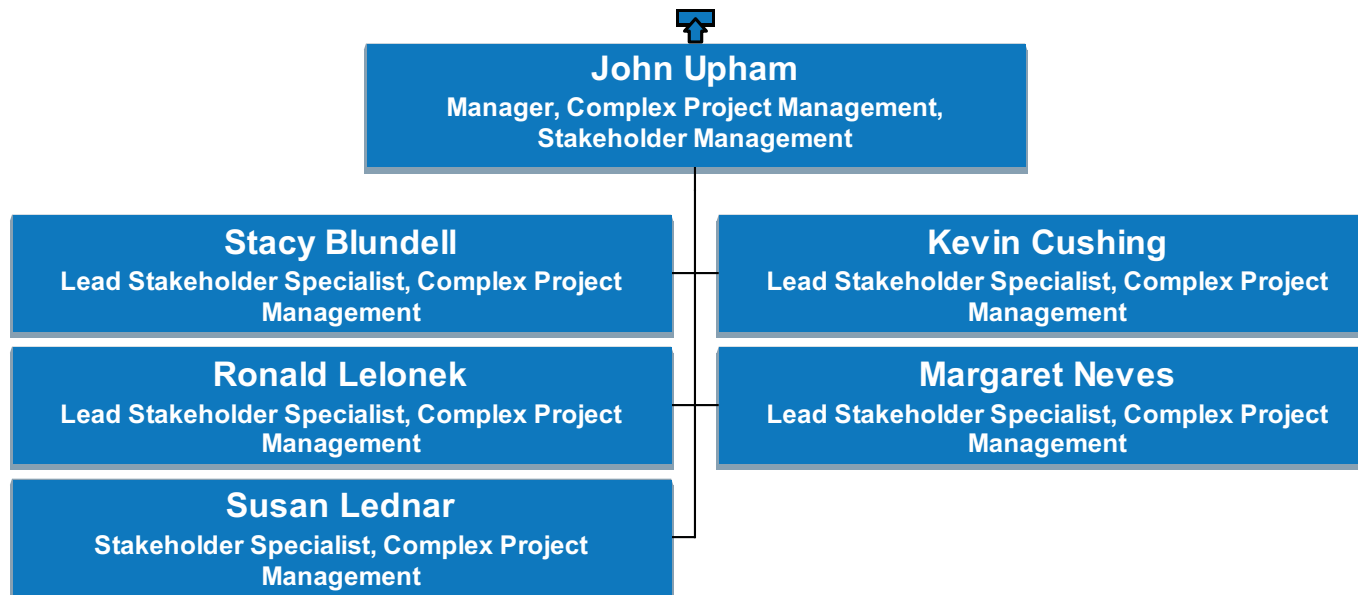 John Upham
Manager, Complex Project Management,
Stakeholder Management
Stacy Blundell
Lead Stakeholder Specialist, Complex Project
Management
Kevin Cushing
Lead Stakeholder Specialist, Complex Project
Management
Ronald Lelonek
Lead Stakeholder Specialist, Complex Project
Management
Margaret Neves
Lead Stakeholder Specialist, Complex Project
Management
Susan Lednar
Stakeholder Specialist, Complex Project
Management